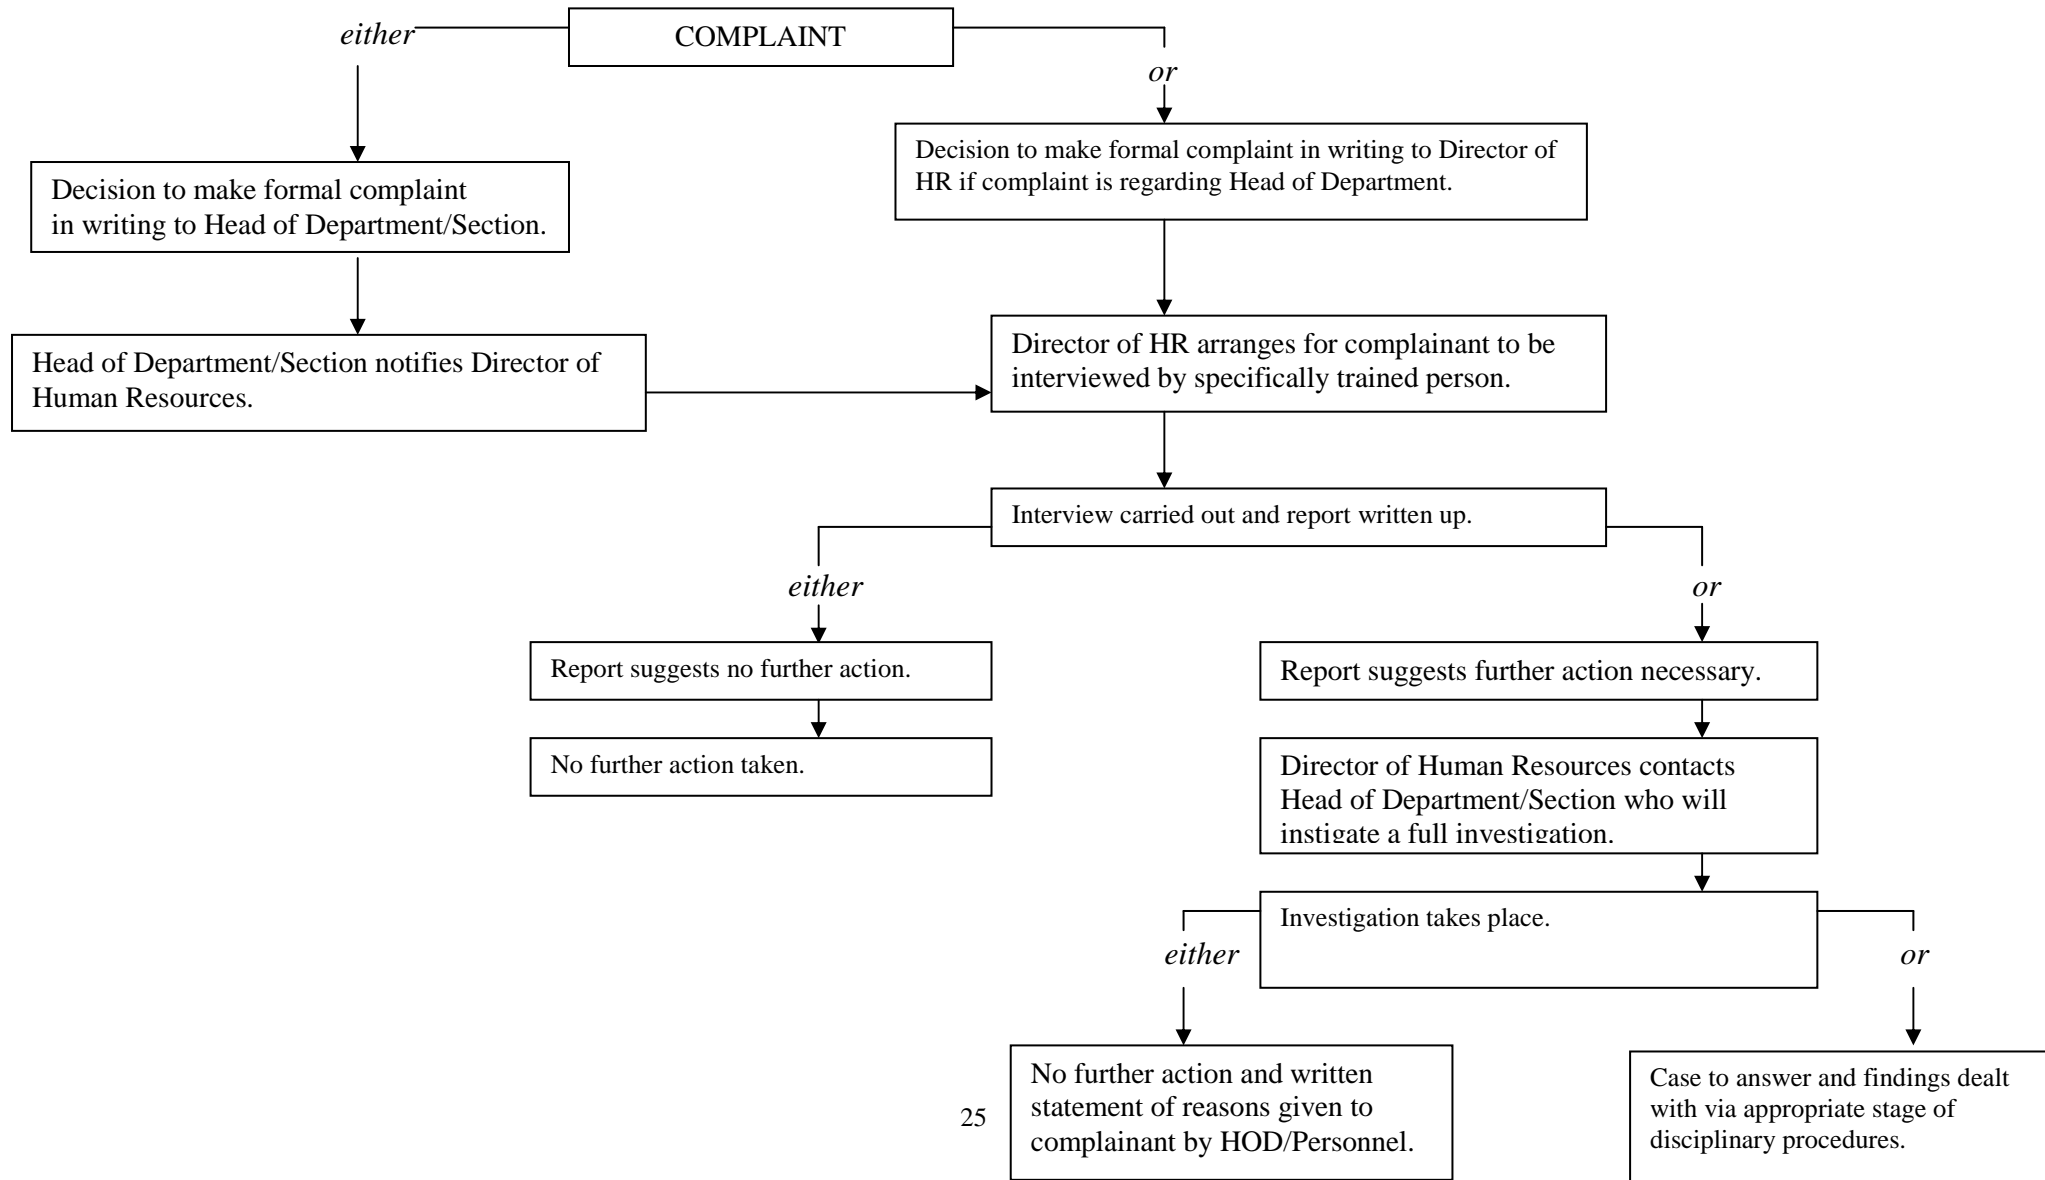 COMPLAINT
either
or
Decision to make formal complaint in writing to Director of
HR if complaint is regarding Head of Department.
Decision to make formal complaint
in writing to Head of Department/Section.
Head of Department/Section notifies Director of
Human Resources.
Director of HR arranges for complainant to be
interviewed by specifically trained person.
Interview carried out and report written up.
either
or
Report suggests no further action.
Report suggests further action necessary.
No further action taken.
Director of Human Resources contacts
Head of Department/Section who will
instigate a full investigation.
Investigation takes place.
either
or
No further action and written
statement of reasons given to
complainant by HOD/Personnel.
Case to answer and findings dealt
with via appropriate stage of
disciplinary procedures.
25